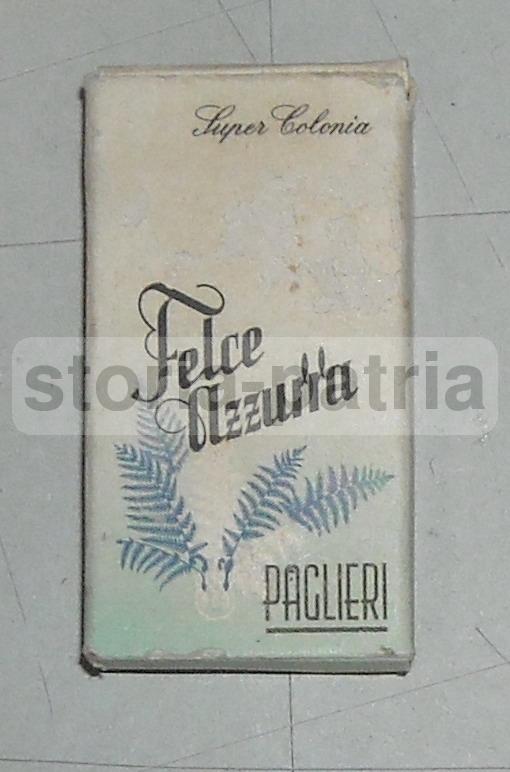 Super Colonia
Felce
Azzurra
storia-patria
PAGLIERI